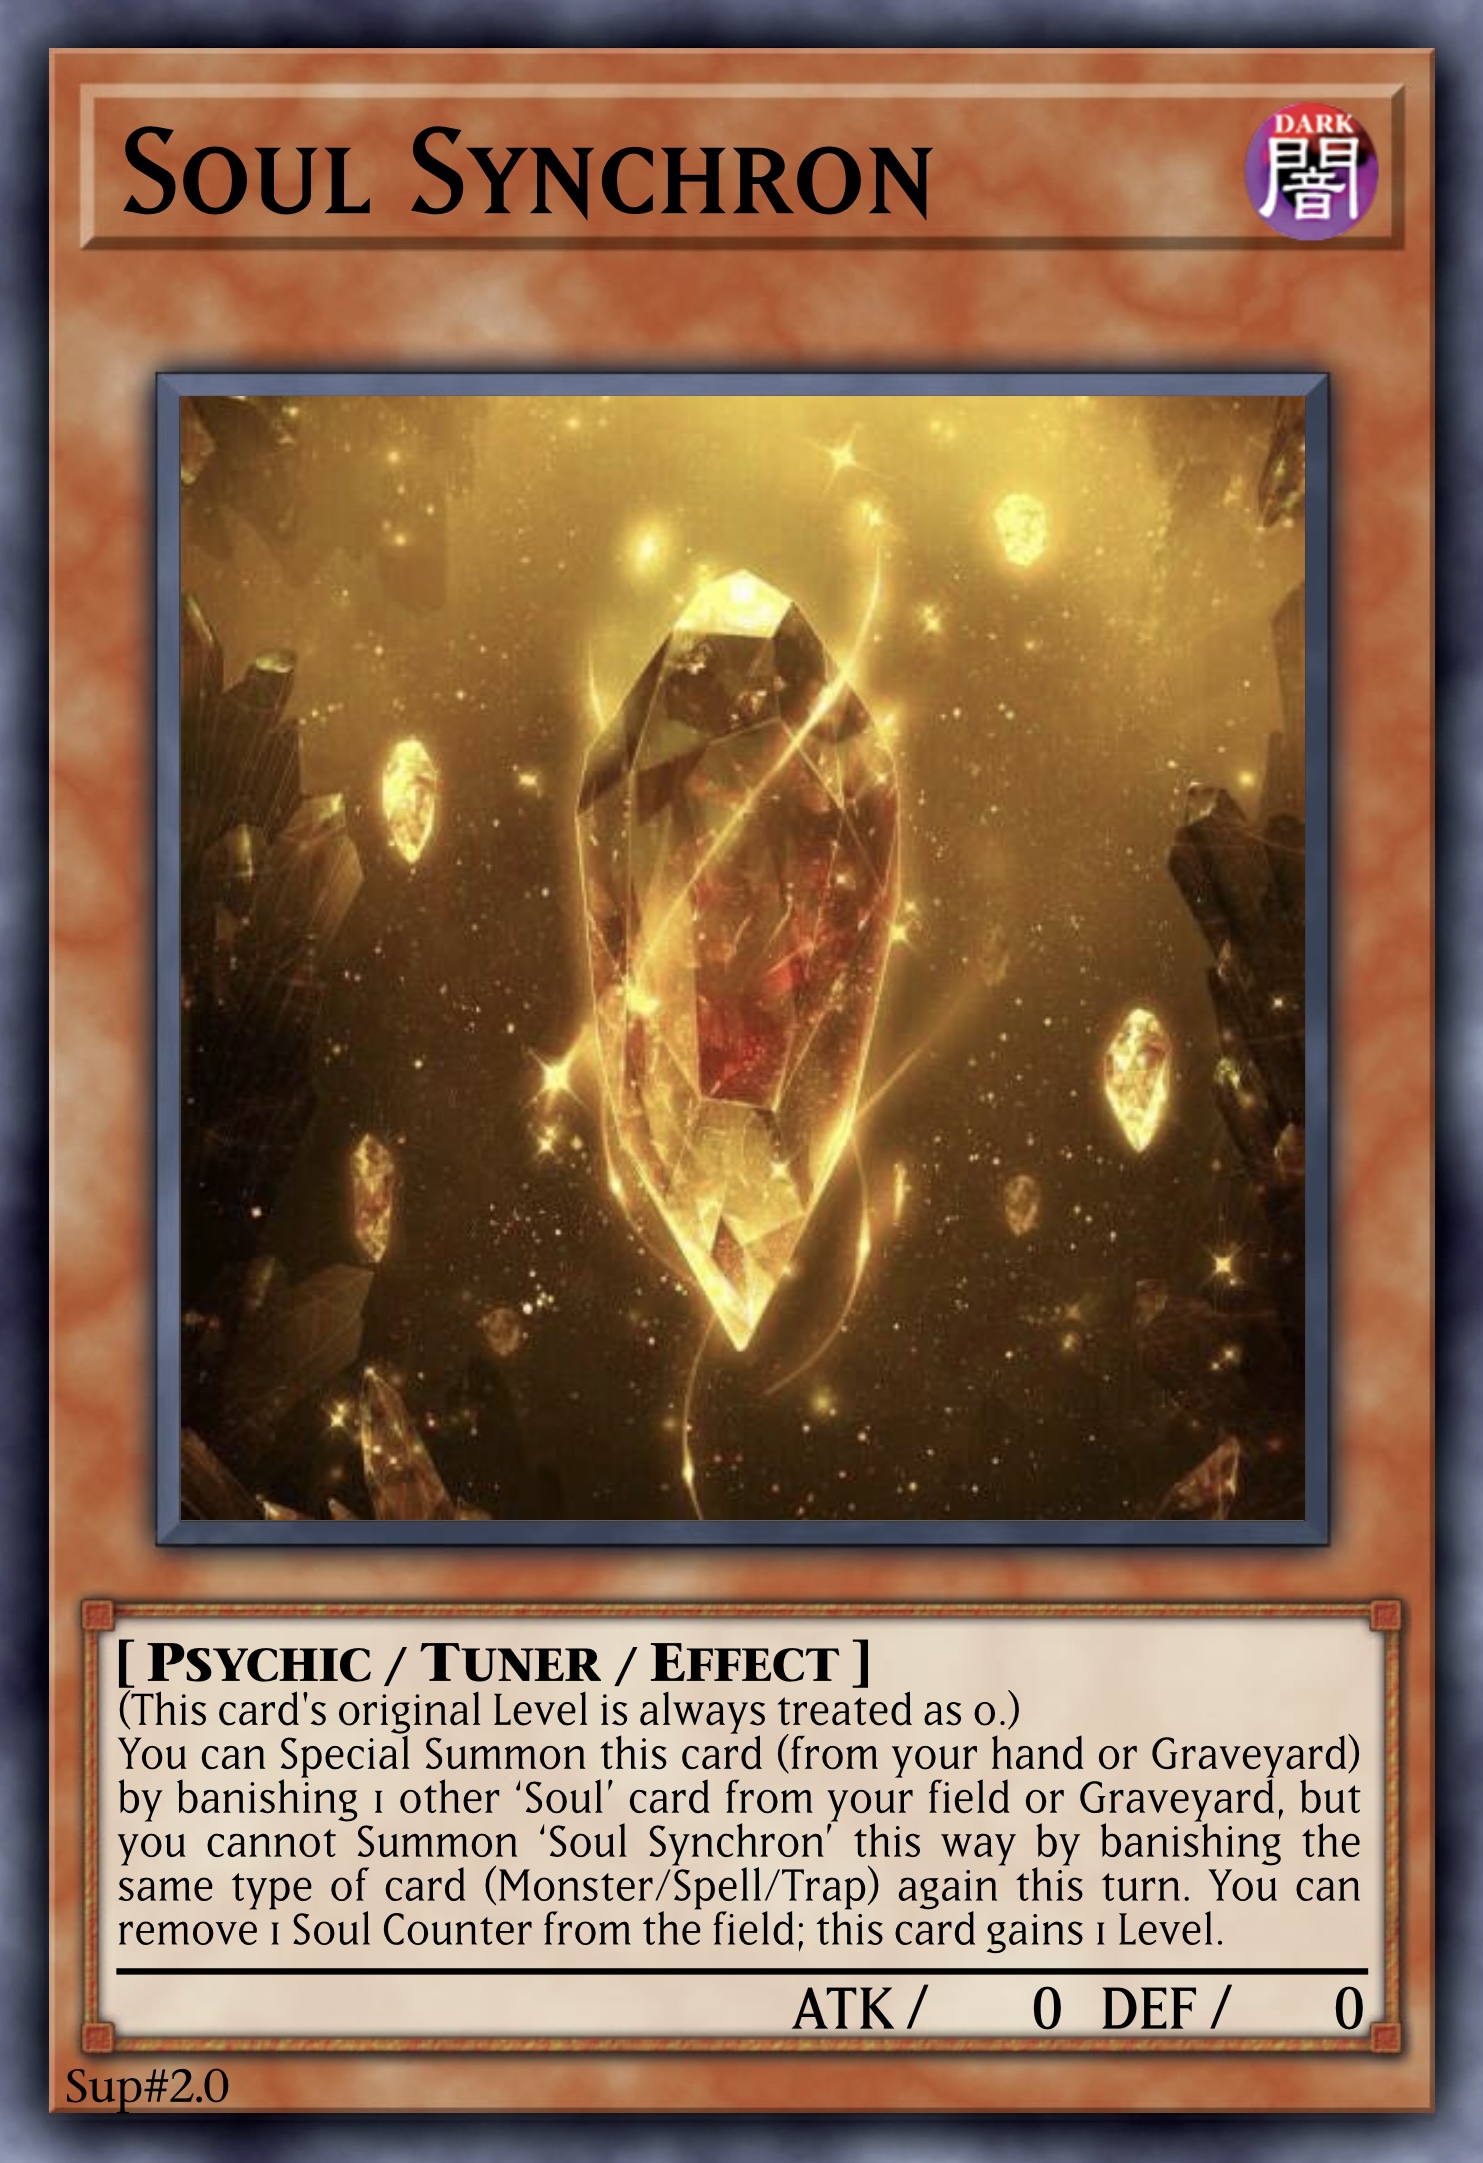 Soul Synchron
DARK
闇
[ Psychic / Tuner / Effect ]
(This card's original Level is always treated as 0.)
You can Special Summon this card (from your hand or Graveyard)
by banishing 1 other ‘Soul’ card from your field or Graveyard, but
you cannot Summon ‘Soul Synchron’ this way by banishing the
same type of card (Monster/Spell/Trap) again this turn. You can
remove 1 Soul Counter from the field; this card gains 1 Level.
ATK / 0 DEF / 0
Sup#2.0